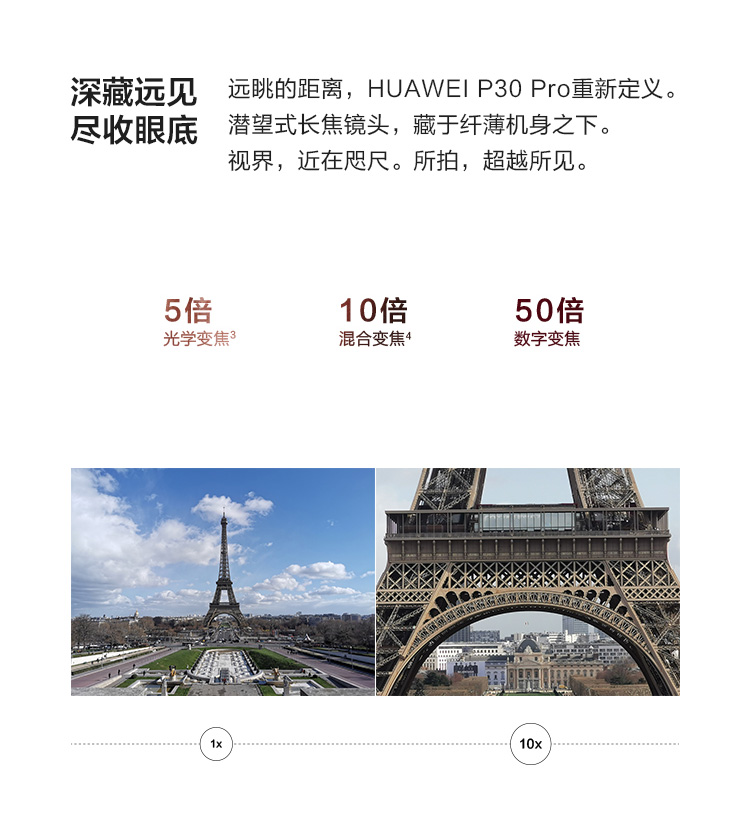 深藏远见
尽收眼底
远眺的距离，HUAWEI P30 Pro重新定义。
潜望式长焦镜头，藏于纤薄机身之下。
视界，近在咫尺。所拍，超越所见。
5倍
光学变焦3
10倍
混合变焦4
50倍
数字变焦
1x
10x